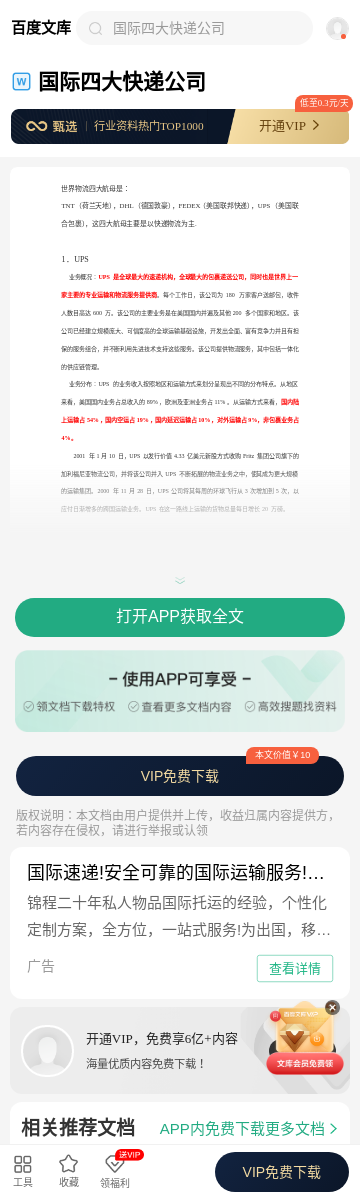 百度文库
国际四大快递公司
国际四大快递公司
低至0.3元/天
甄选
行业资料热门TOP1000
开通VIP
世界物流四大航母是：
TNT（荷兰天地），DHL（德国敦豪），FEDEX（美国联邦快递），UPS（美国联
合包裹），这四大航母主要是以快递物流为主.
1．UPS
业务概况：UPS 是全球最大的速递机构，全球最大的包裹递送公司，同时也是世界上一
家主要的专业运输和物流服务提供商。每个工作日，该公司为 180 万家客户送邮包，收件
人数目高达 600 万。该公司的主要业务是在美国国内并遍及其他 200 多个国家和地区。该
公司已经建立规模庞大、可信度高的全球运输基础设施，开发出全面、富有竞争力并且有担
保的服务组合，并不断利用先进技术支持这些服务。该公司提供物流服务，其中包括一体化
的供应链管理。
业务分布：UPS 的业务收入按照地区和运输方式来划分呈现出不同的分布特点。从地区
来看，美国国内业务占总收入的 89%，欧洲及亚洲业务占 11%。从运输方式来看，国内陆
上运输占 54%，国内空运占 19%，国内延迟运输占 10%，对外运输占 9%，非包裹业务占
4%。
2001 年 1 月 10 日，UPS 以发行价值 4.33 亿美元新股方式收购 Fritz 集团公司旗下的
加利福尼亚物流公司，并将该公司并入 UPS 不断拓展的物流业务之中，使其成为更大规模
的运输集团。2000 年 11 月 28 日，UPS 公司将其每周的环球飞行从 3 次增加到 5 次，以
应付日渐增多的跨国运输业务。UPS 在这一路线上运输的货物总量每日增长 20 万磅。
打开APP获取全文
使用APP可享受
领文档下载特权
查看更多文档内容
高效搜题找资料
本文价值￥10
VIP免费下载
版权说明：本文档由用户提供并上传，收益归属内容提供方，
若内容存在侵权，请进行举报或认领
国际速递!安全可靠的国际运输服务!…
锦程二十年私人物品国际托运的经验，个性化
定制方案，全方位，一站式服务!为出国，移…
广告
查看详情
开通VIP，免费享6亿+内容
海量优质内容免费下载！
文库会员免费领
相关推荐文档
APP内免费下载更多文档
工具
收藏
送VIP
领福利
VIP免费下载